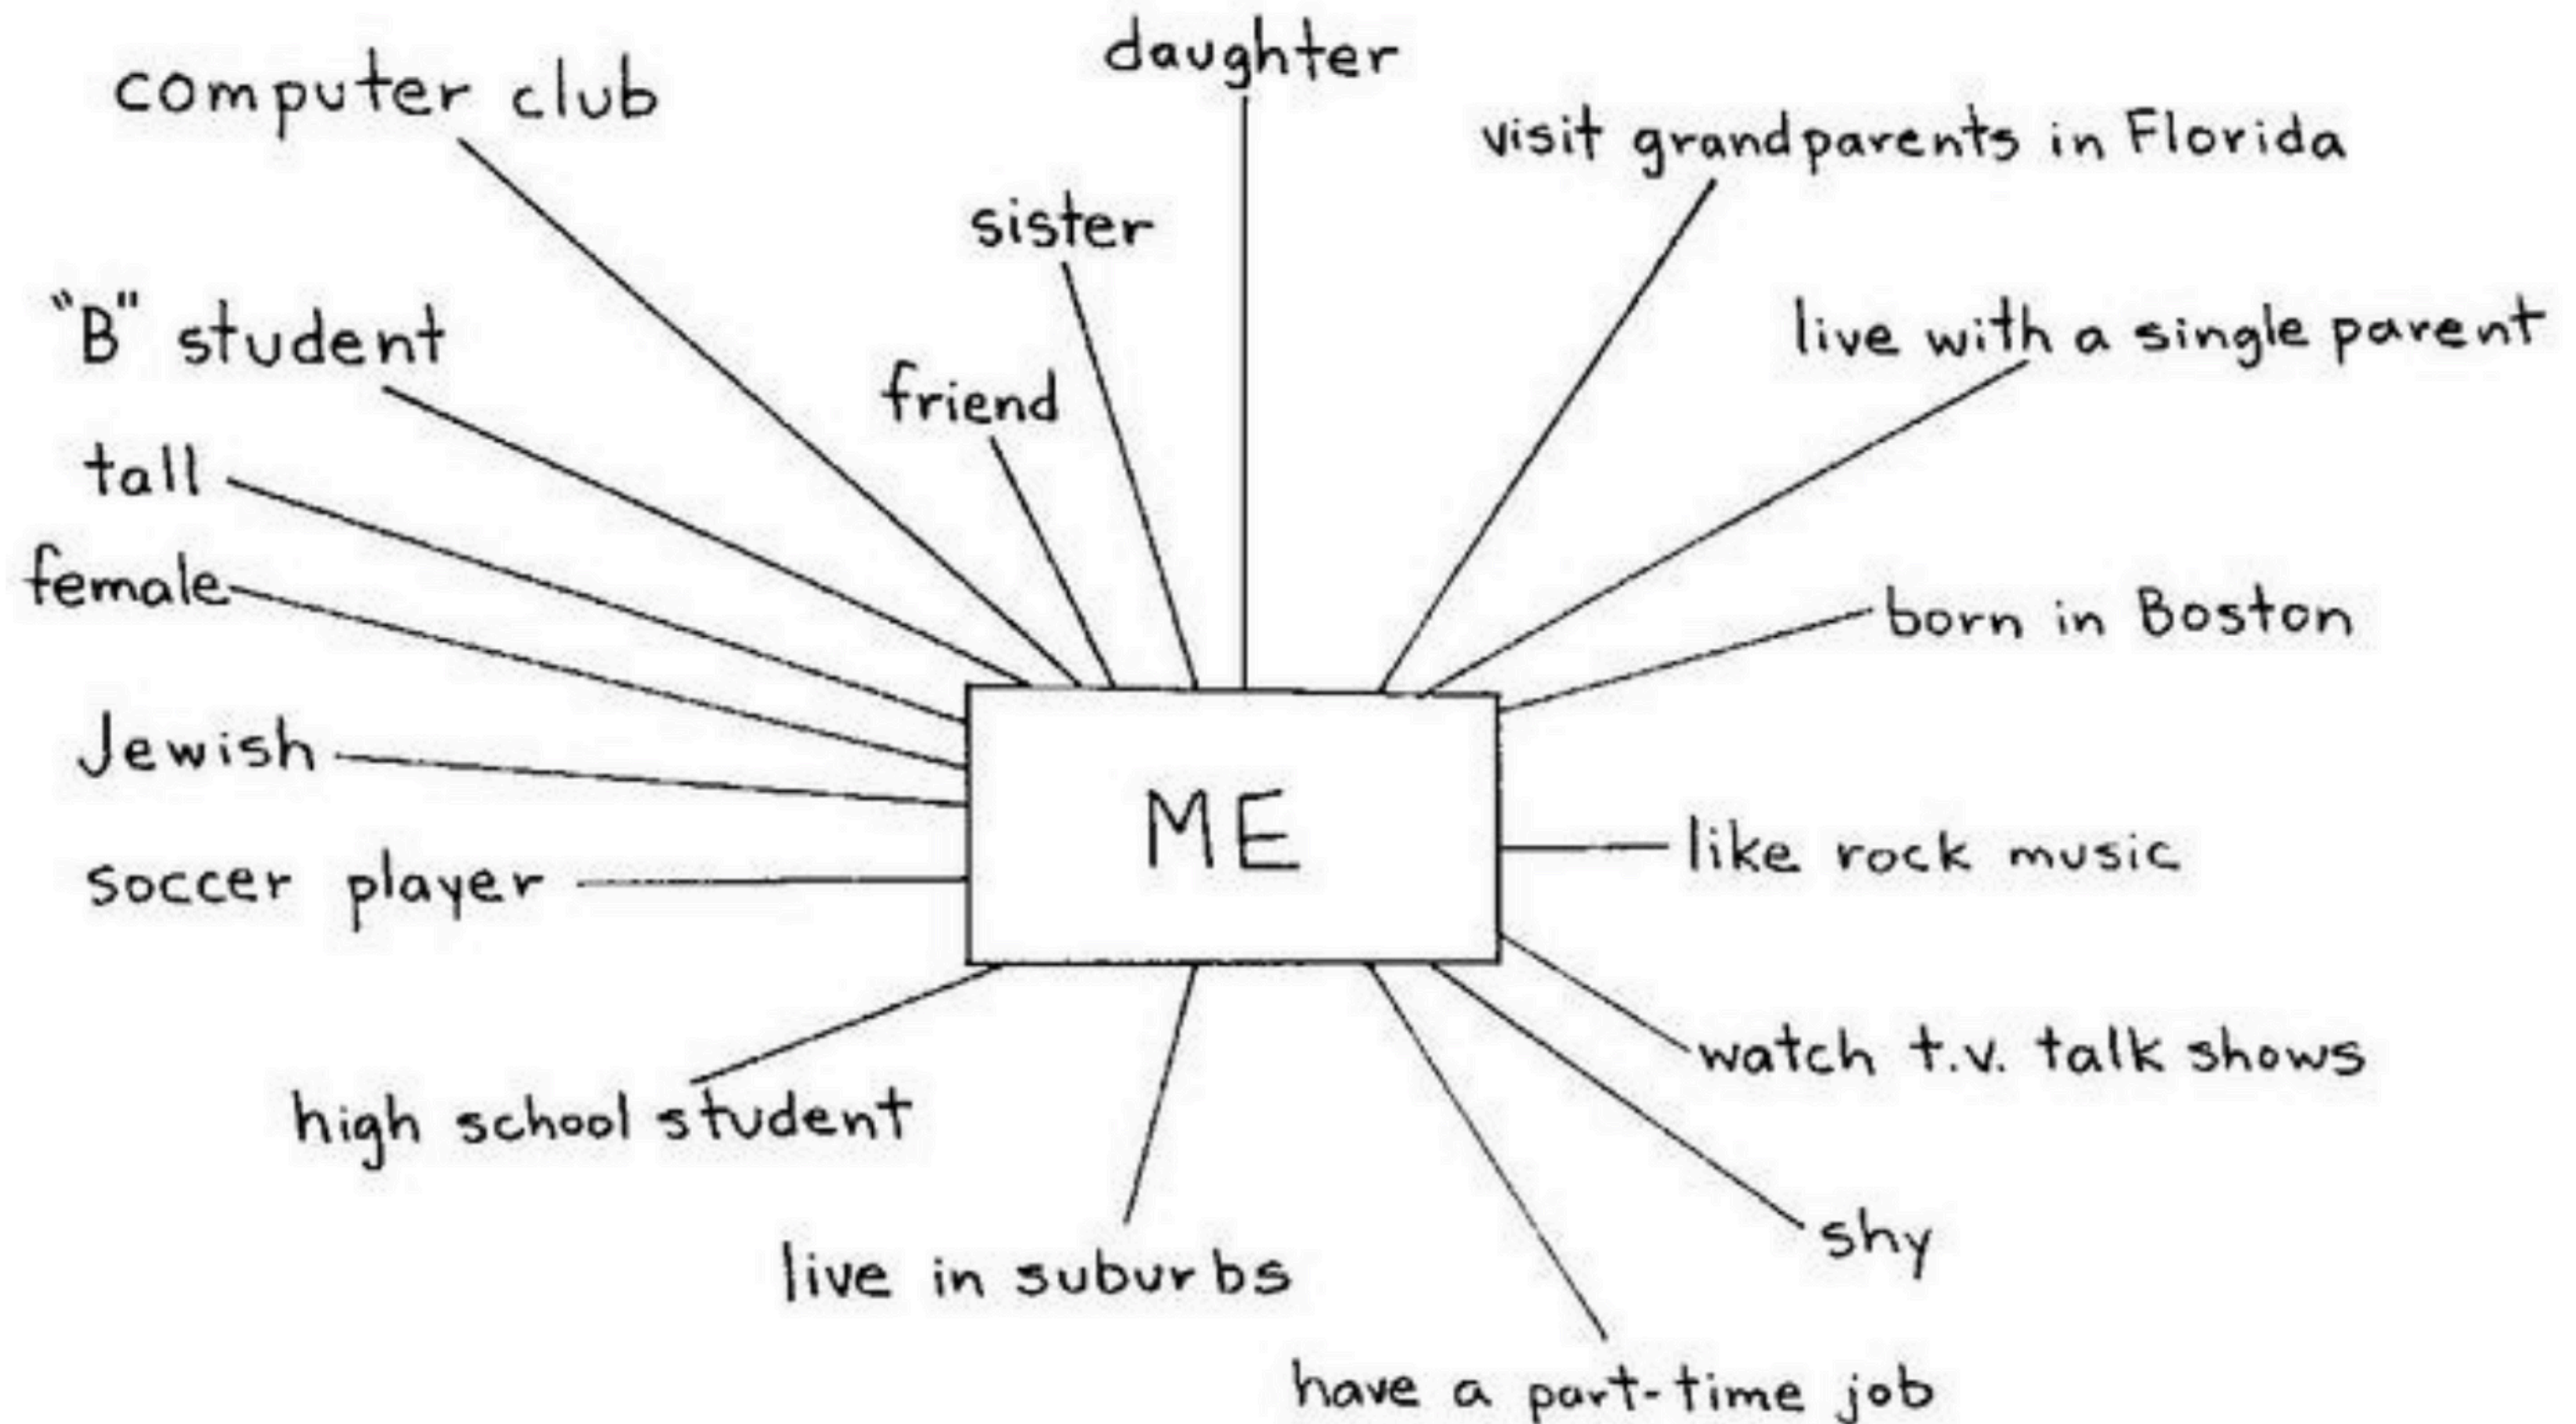 daughter
computer club
visit grandparents in Florida
sister
"B" student
live with a single parent
friend
tall
female
born in Boston
Jewish
ME
like rock music
soccer player
watch t.v. talk shows
high school student
shy
live in suburbs
have a part-time job